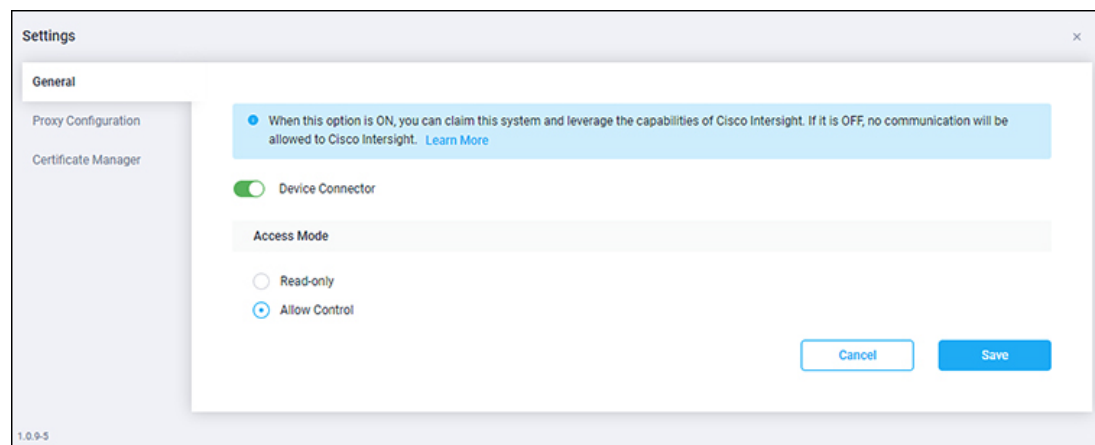 Settings
×
General
Proxy Configuration
Certificate Manager
When this option is ON, you can claim this system and leverage the capabilities of Cisco Intersight. If it is OFF, no communication will be
allowed to Cisco Intersight. Learn More
Device Connector
Access Mode
Read-only
Allow Control
Cancel
Save
1.0.9-5